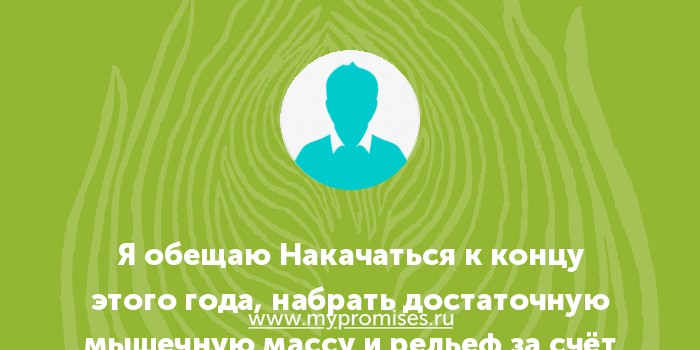 Я обещаю Накачаться к концу
этого года, набрать достаточную
www.mypromises.ru
мышечную массу и рельеф за счёт